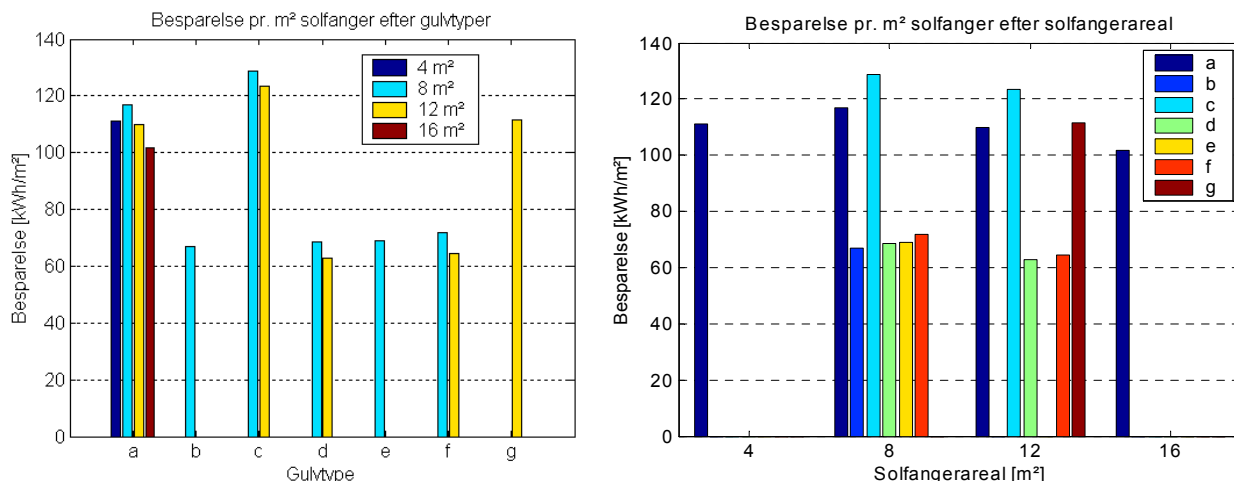 Besparelse pr. m² solfanger efter gulvtyper
140
120
100
80
60
40
20
0
Besparelse [kWh/m²]
4 m²
8 m²
12 m²
16 m²
a b c d e f g
Gulvtype
Besparelse pr. m² solfanger efter solfangerareal
140
120
100
80
60
40
20
0
Besparelse [kWh/m²]
a
b
c
d
e
f
g
4 8 12 16
Solfangerareal [m²]